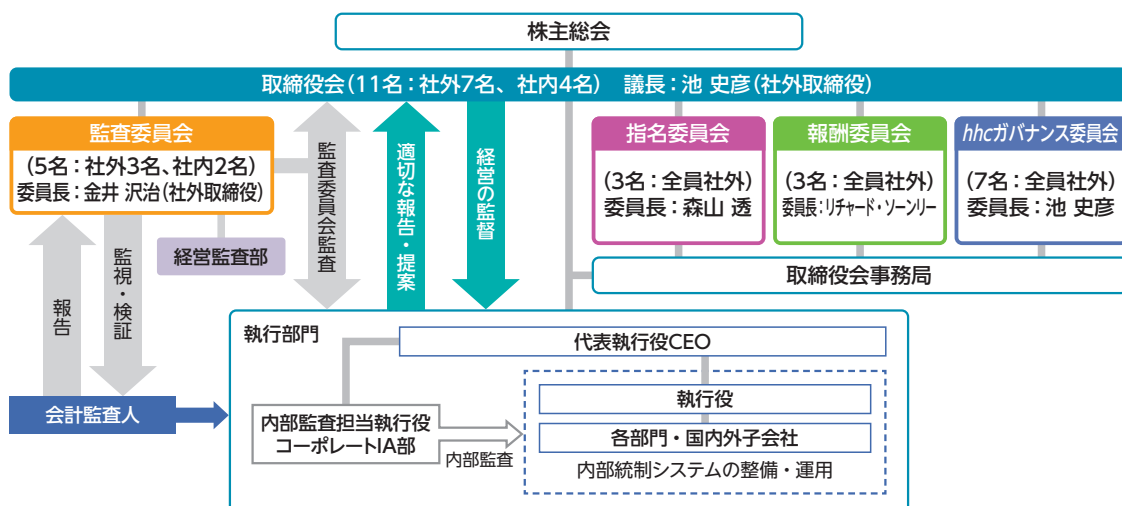 株主総会
取締役会(11名：社外7名、社内4名)　議長：池 史彦(社外取締役)
監査委員会
(5名：社外3名、社内2名)
委員長：金井 沢治(社外取締役)
経営監査部
監査委員会監査
適切な報告・提案
経営の監督
指名委員会
(3名：全員社外)
委員長：森山 透
報酬委員会
(3名：全員社外)
委員長：リチャード・ソーンリー
hhcガバナンス委員会
(7名：全員社外)
委員長：池 史彦
取締役会事務局
報告
監視・検証
会計監査人
執行部門
代表執行役CEO
内部監査担当執行役
コーポレートIA部
内部監査
執行役
各部門・国内外子会社
内部統制システムの整備・運用